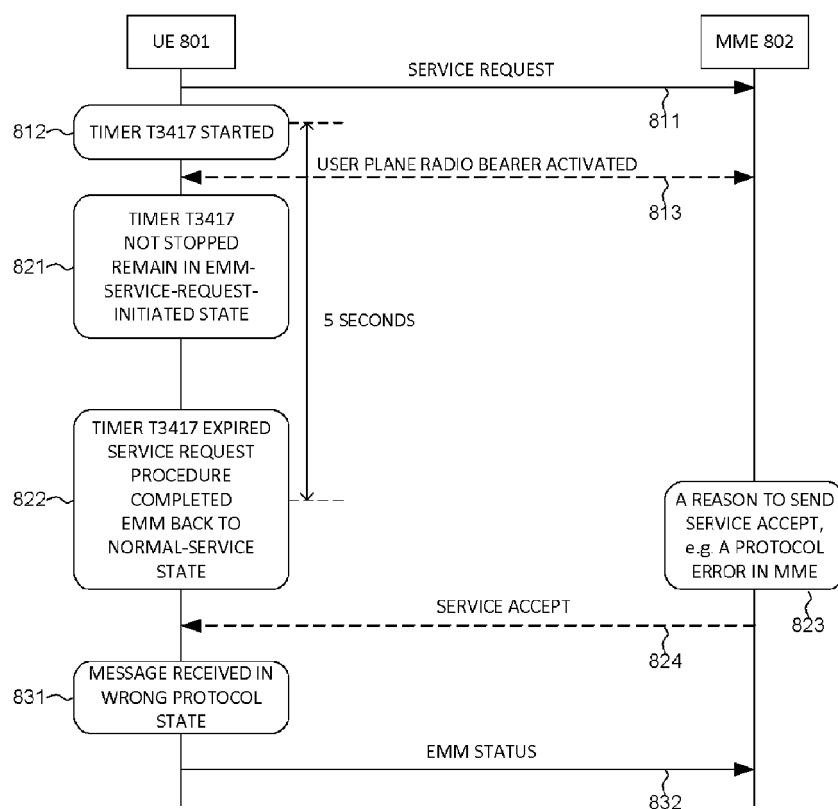 UE 801
MME 802
SERVICE REQUEST
811
812
TIMER T3417 STARTED
USER PLANE RADIO BEARER ACTIVATED
813
821
TIMER T3417
NOT STOPPED
REMAIN IN EMM-
SERVICE-REQUEST-
INITIATED STATE
5 SECONDS
822
TIMER T3417 EXPIRED
SERVICE REQUEST
PROCEDURE
COMPLETED
EMM BACK TO
NORMAL-SERVICE
STATE
A REASON TO SEND
SERVICE ACCEPT,
e.g. A PROTOCOL
ERROR IN MME
823
SERVICE ACCEPT
824
831
MESSAGE RECEIVED IN
WRONG PROTOCOL
STATE
EMM STATUS
832